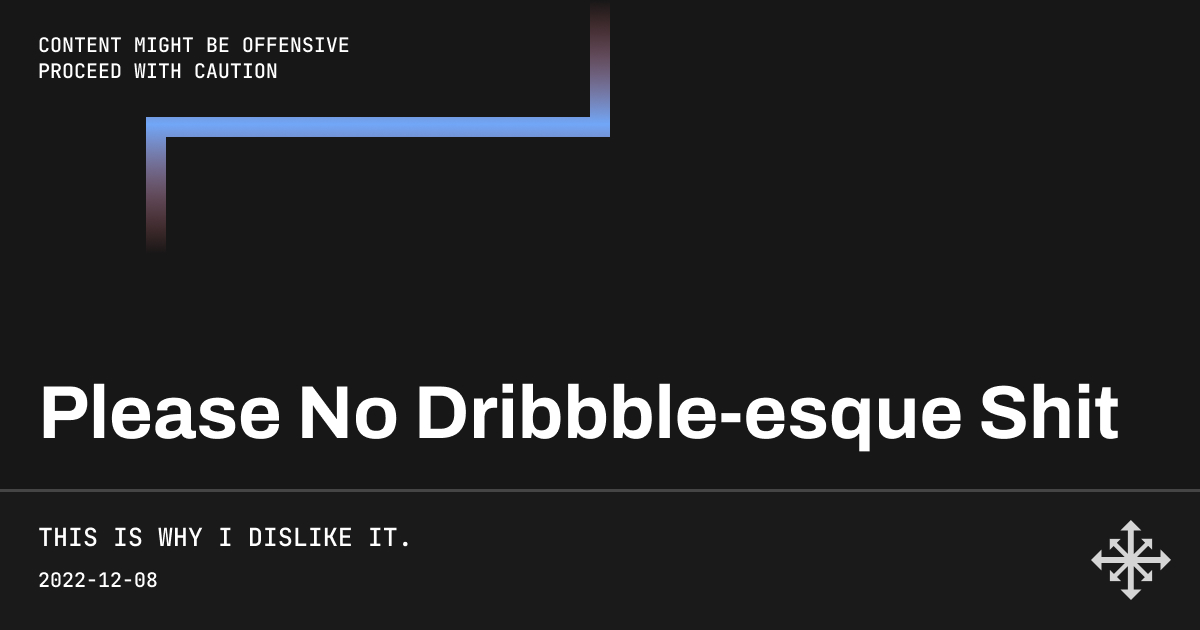 CONTENT MIGHT BE OFFENSIVE
PROCEED WITH CAUTION
Please No Dribbble-esque Shit
THIS IS WHY I DISLIKE IT.
2022-12-08